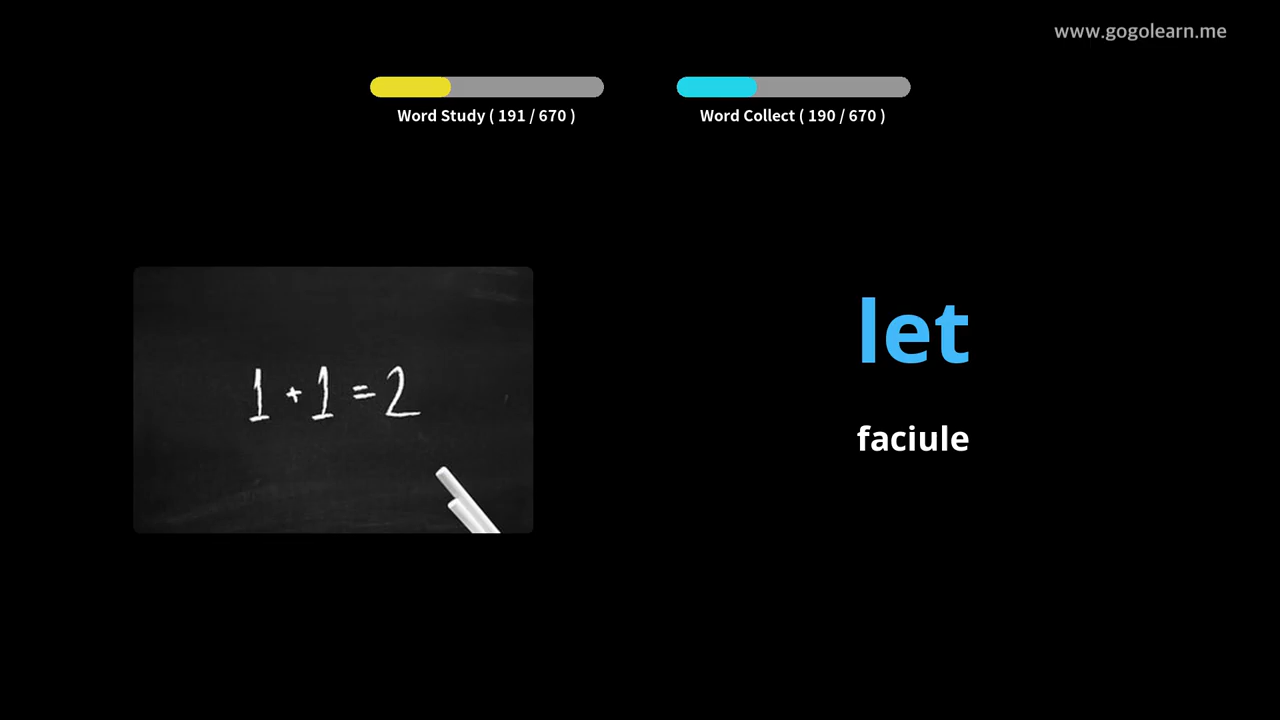 www.gogolearn.me
Word Study ( 191 / 670 )
Word Collect ( 190 / 670 )
1 + 1 = 2
let
faciule